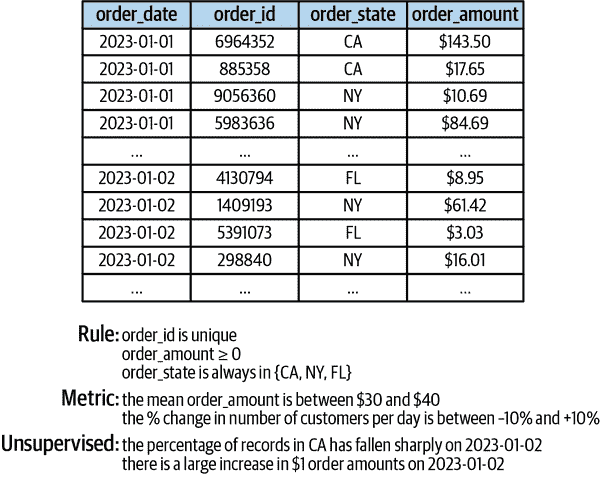 order_date order_id order_state order_amount
2023-01-01 6964352 CA $143.50
2023-01-01 885358 CA $17.65
2023-01-01 9056360 NY $10.69
2023-01-01 5983636 NY $84.69
... ... ... ...
2023-01-02 4130794 FL $8.95
2023-01-02 1409193 NY $61.42
2023-01-02 5391073 FL $3.03
2023-01-02 298840 NY $16.01
... ... ... ...
Rule: order_id is unique
order_amount ≥ 0
order_state is always in {CA, NY, FL}
Metric: the mean order_amount is between $30 and $40
the % change in number of customers per day is between –10% and +10%
Unsupervised: the percentage of records in CA has fallen sharply on 2023-01-02
there is a large increase in $1 order amounts on 2023-01-02